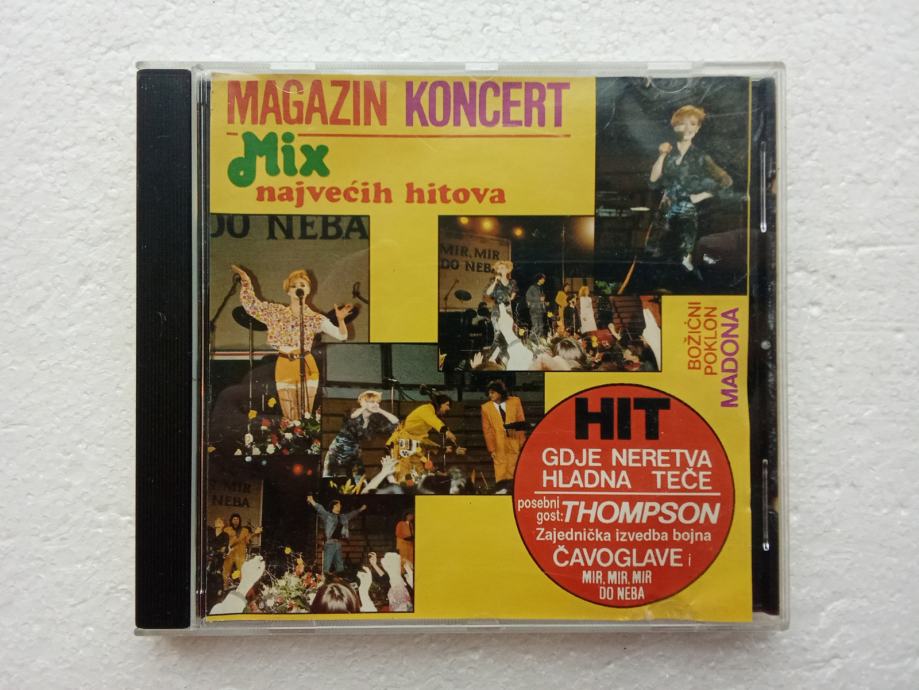 MAGAZIN KONCERT
Mix
najvećih hitova
DO NEBA
MIR, MIR
DO NEBA
BOŽIĆNI
POKLON
MADONA
HIT
GDJE NERETVA
HLADNA TEČE
posebni
gost: THOMPSON
Zajednička izvedba bojna
ČAVOGLAVE i
MIR, MIR, MIR
DO NEBA
MIR
NEBA